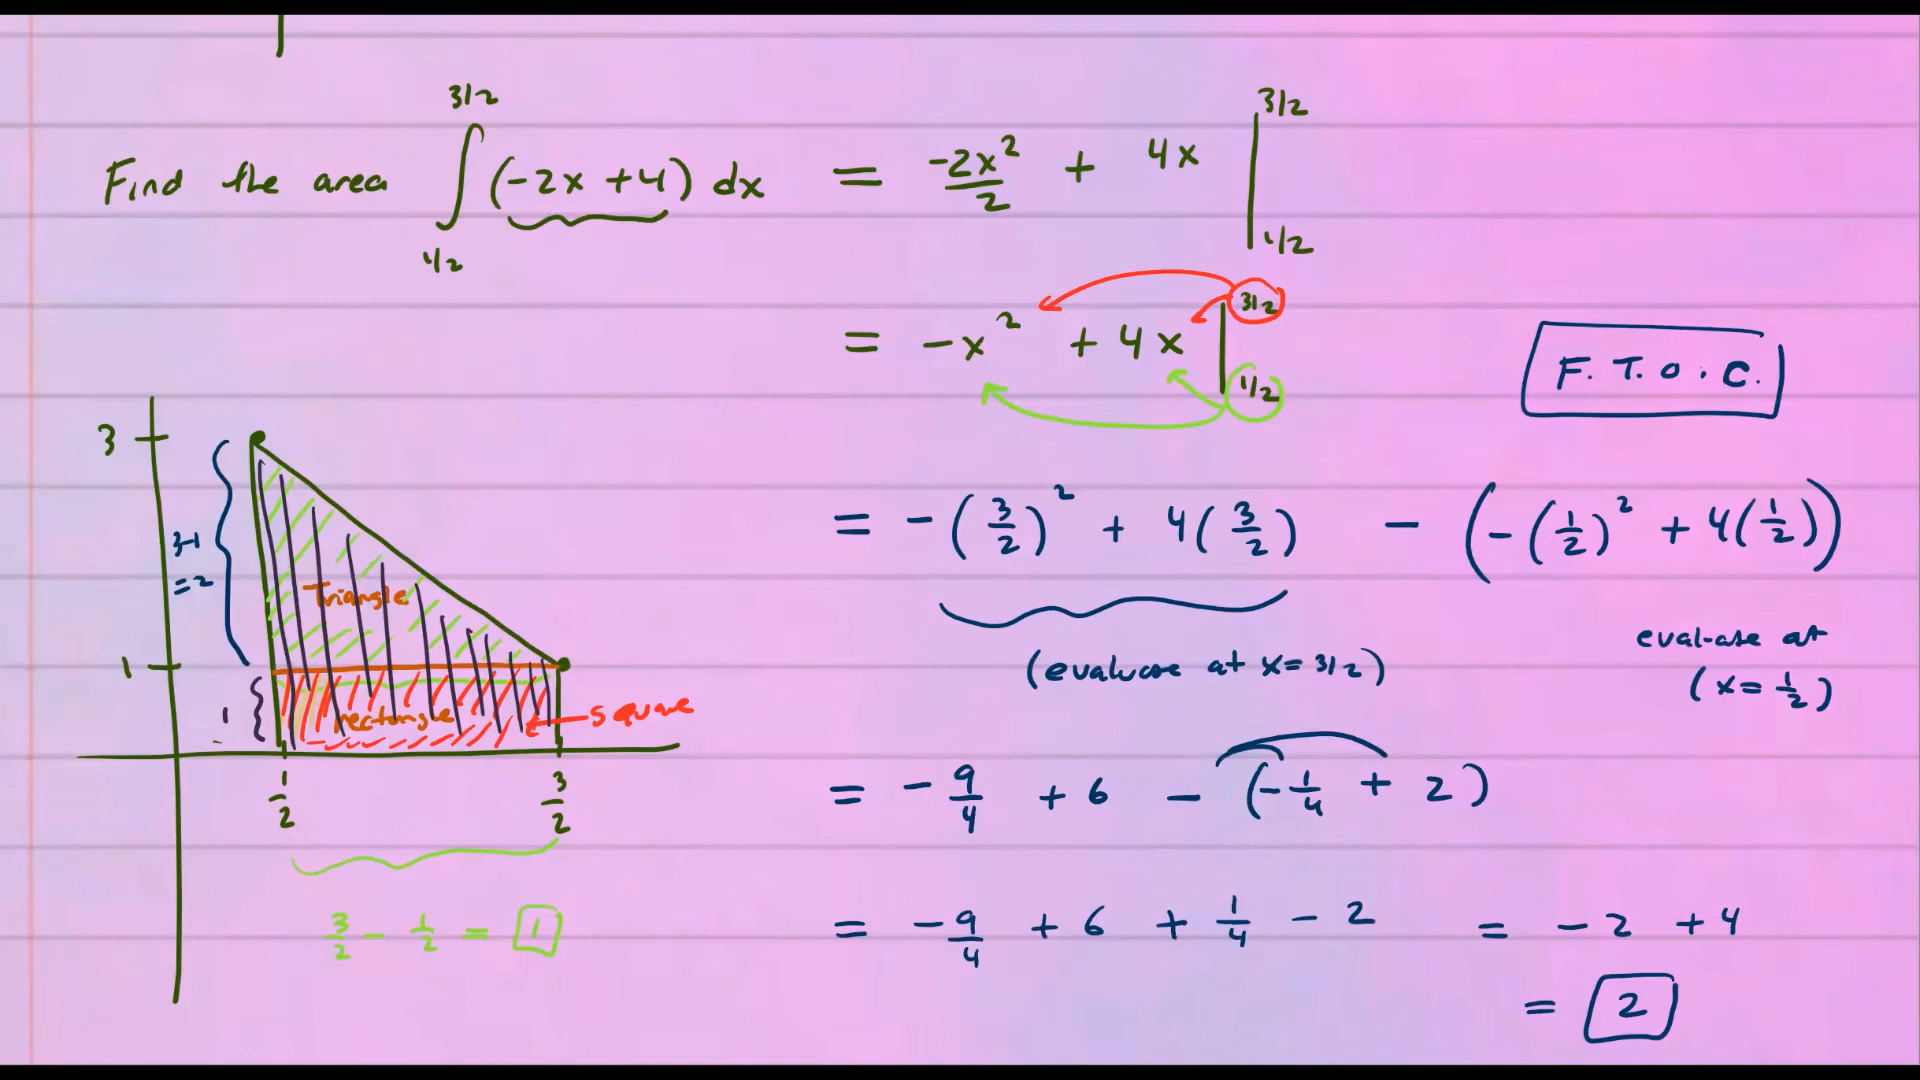 Find the area ∫_{1/2}^{3/2} (-2x + 4) dx = -2x²/2 + 4x |_{1/2}^{3/2}
= -x² + 4x |_{1/2}^{3/2}
F.T.O.C.
= -(3/2)² + 4(3/2) - (-(1/2)² + 4(1/2))
(evaluate at x = 3/2)
evaluate at
(x = 1/2)
= -9/4 + 6 - (-1/4 + 2)
= -9/4 + 6 + 1/4 - 2 = -2 + 4
= 2
3
3-1
= 2
Triangle
1
1
rectangle
square
1/2 3/2
3/2 - 1/2 = 1